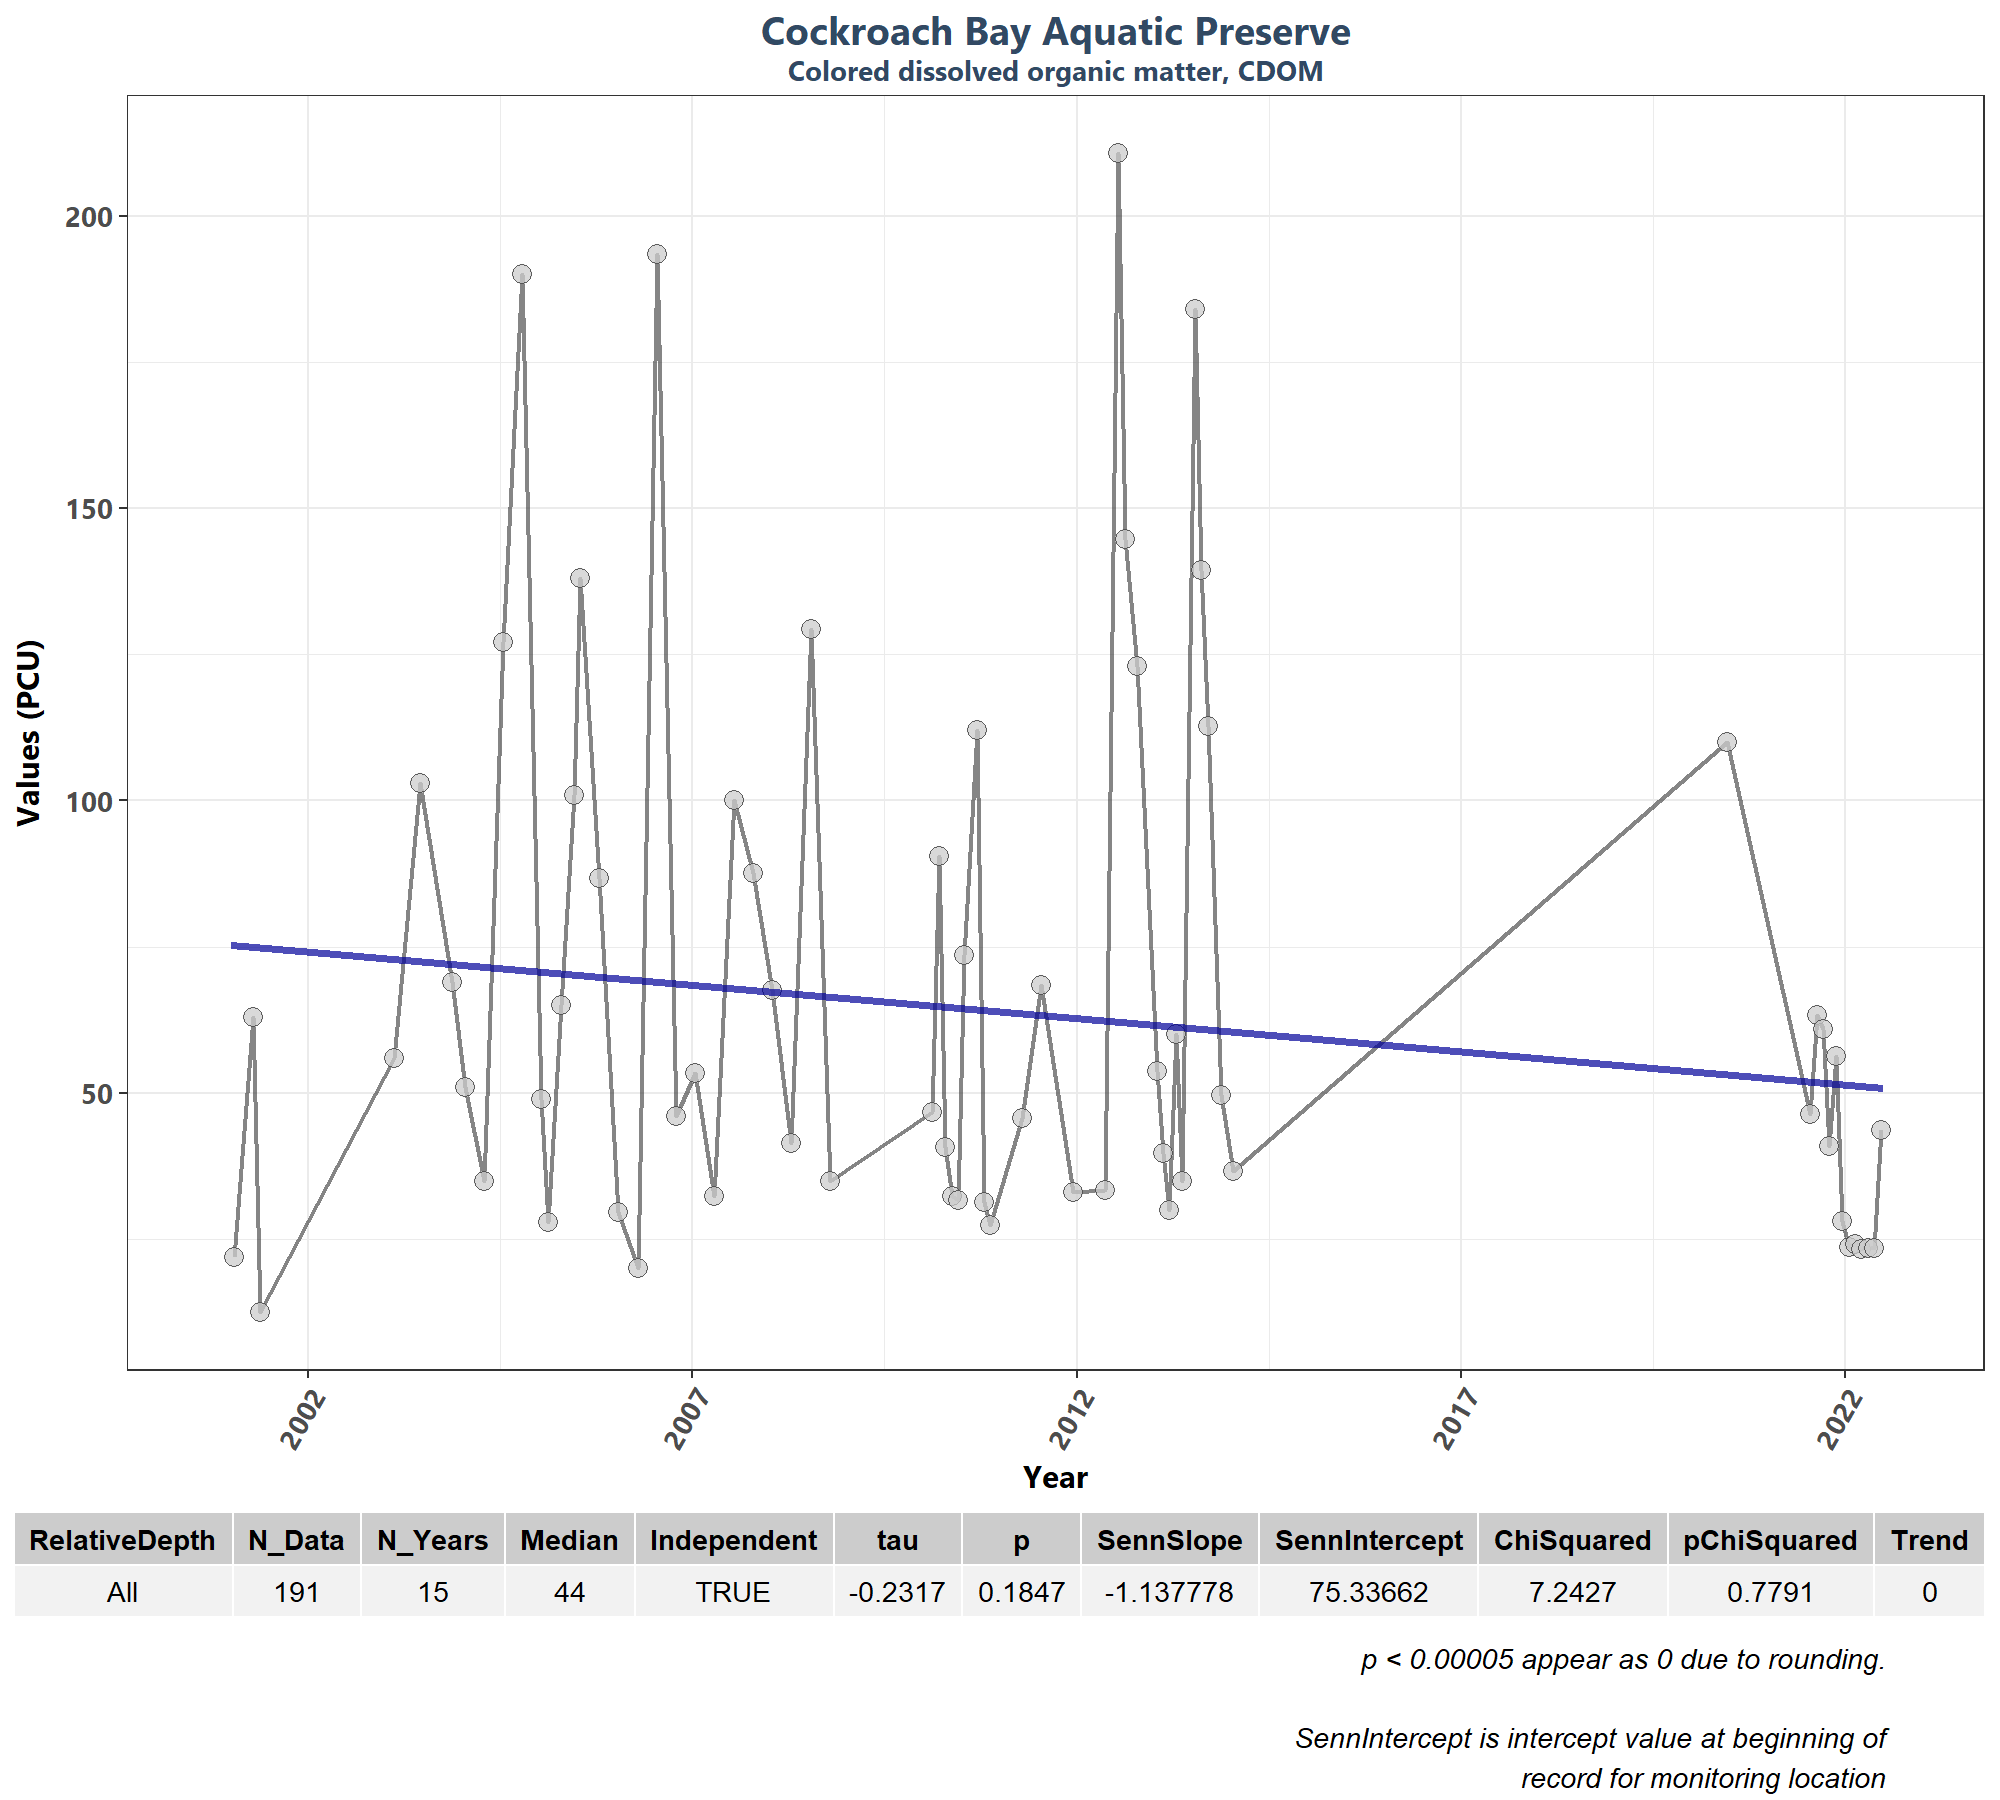 Cockroach Bay Aquatic Preserve
Colored dissolved organic matter, CDOM
Values (PCU)
200
150
100
50
2002
2007
2012
2017
2022
Year
RelativeDepth N_Data N_Years Median Independent tau p SennSlope SennIntercept ChiSquared pChiSquared Trend
All 191 15 44 TRUE -0.2317 0.1847 -1.137778 75.33662 7.2427 0.7791 0
p < 0.00005 appear as 0 due to rounding.
SennIntercept is intercept value at beginning of
record for monitoring location